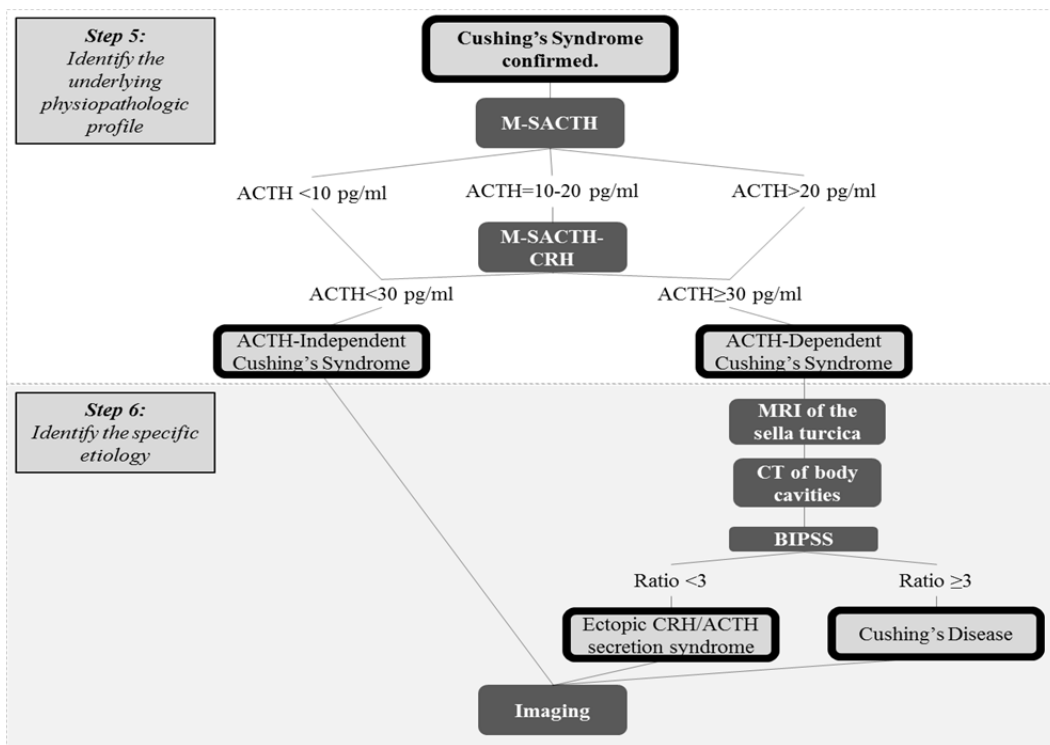 Step 5:
Identify the
underlying
physiopathologic
profile
Cushing's Syndrome
confirmed.
M-SACTH
ACTH <10 pg/ml
ACTH=10-20 pg/ml
ACTH>20 pg/ml
M-SACTH-
CRH
ACTH<30 pg/ml
ACTH≥30 pg/ml
ACTH-Independent
Cushing's Syndrome
ACTH-Dependent
Cushing's Syndrome
Step 6:
Identify the specific
etiology
MRI of the
sella turcica
CT of body
cavities
BIPSS
Ratio <3
Ratio ≥3
Ectopic CRH/ACTH
secretion syndrome
Cushing's Disease
Imaging